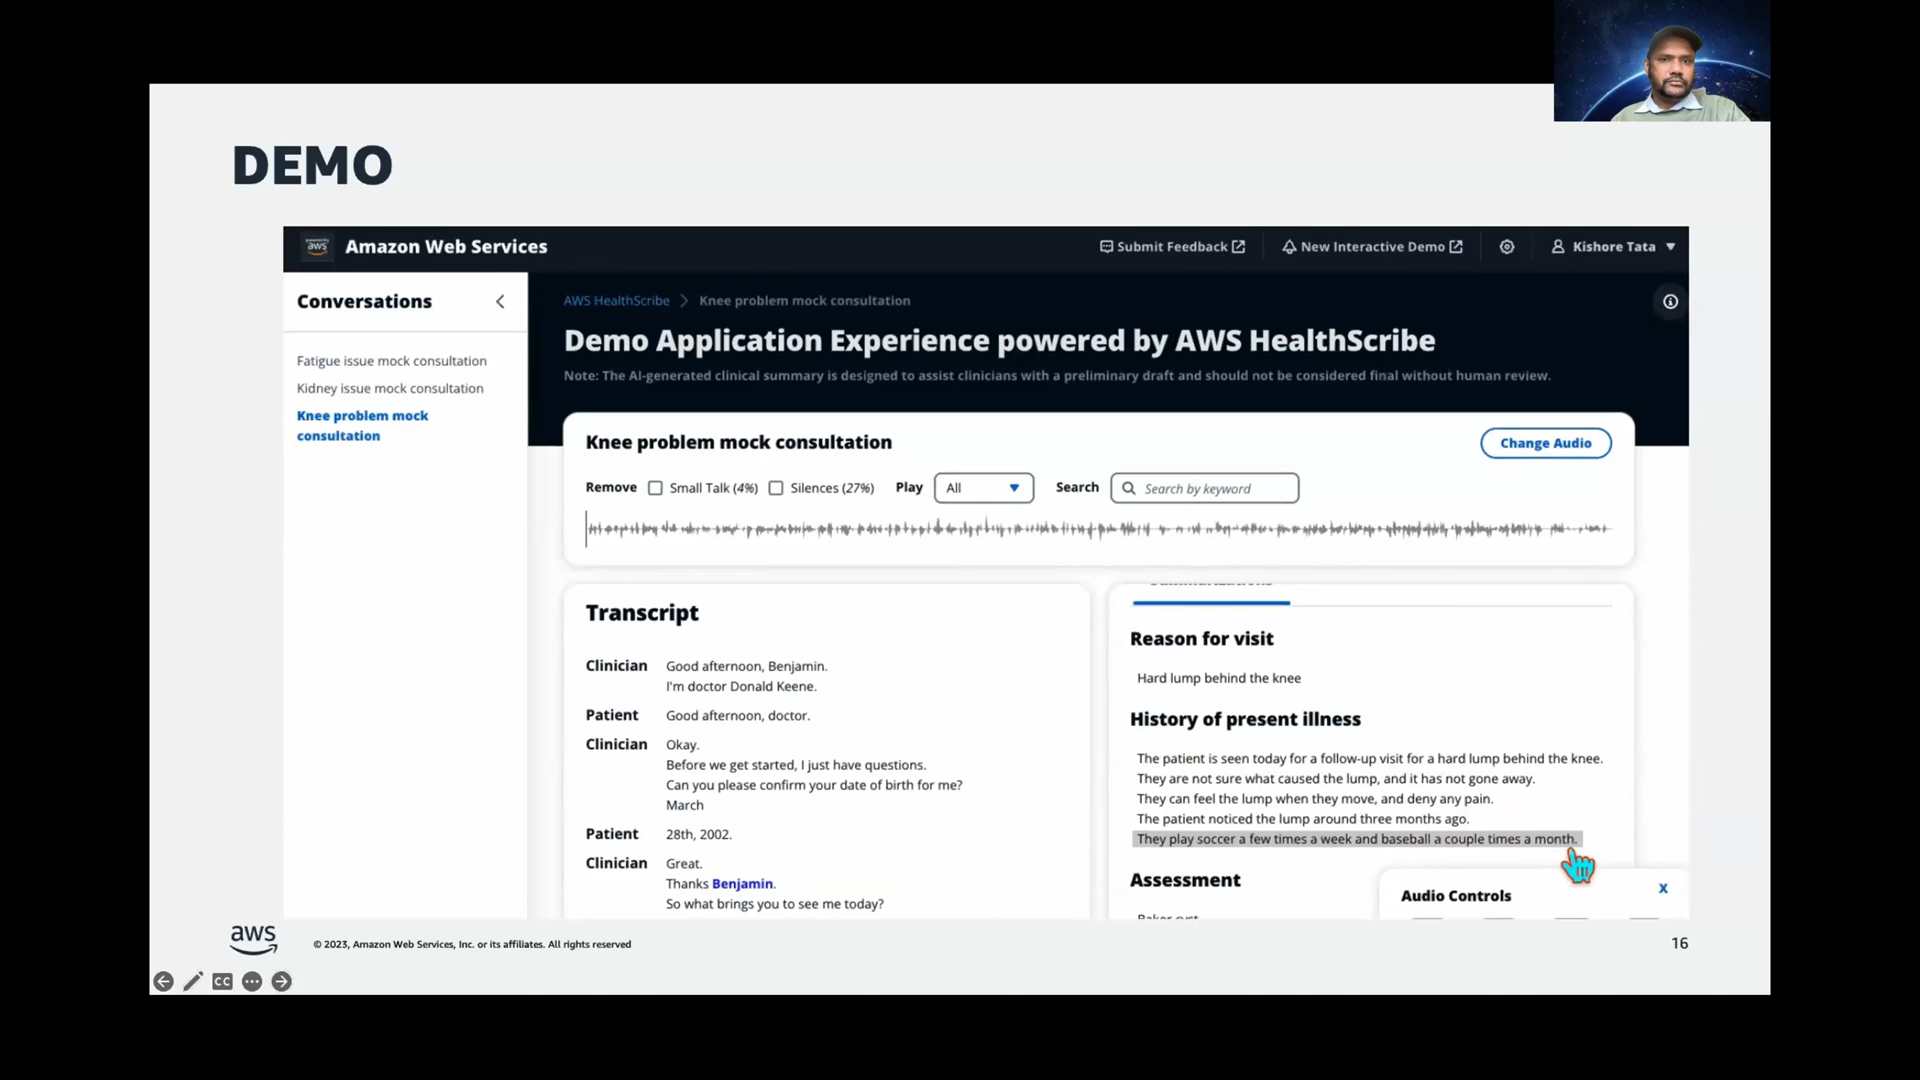 DEMO
powered by
aws
Amazon Web Services
Submit Feedback
New Interactive Demo
Kishore Tata
Conversations
Fatigue issue mock consultation
Kidney issue mock consultation
Knee problem mock
consultation
AWS HealthScribe > Knee problem mock consultation
Demo Application Experience powered by AWS HealthScribe
Note: The AI-generated clinical summary is designed to assist clinicians with a preliminary draft and should not be considered final without human review.
Knee problem mock consultation
Change Audio
Remove Small Talk (4%) Silences (27%) Play All Search Search by keyword
Transcript
Clinician Good afternoon, Benjamin.
I'm doctor Donald Keene.
Patient Good afternoon, doctor.
Clinician Okay.
Before we get started, I just have questions.
Can you please confirm your date of birth for me?
March
Patient 28th, 2002.
Clinician Great.
Thanks Benjamin.
So what brings you to see me today?
Reason for visit
Hard lump behind the knee
History of present illness
The patient is seen today for a follow-up visit for a hard lump behind the knee.
They are not sure what caused the lump, and it has not gone away.
They can feel the lump when they move, and deny any pain.
The patient noticed the lump around three months ago.
They play soccer a few times a week and baseball a couple times a month.
Assessment
Baker cyst
Audio Controls X
aws
© 2023, Amazon Web Services, Inc. or its affiliates. All rights reserved
16
CC